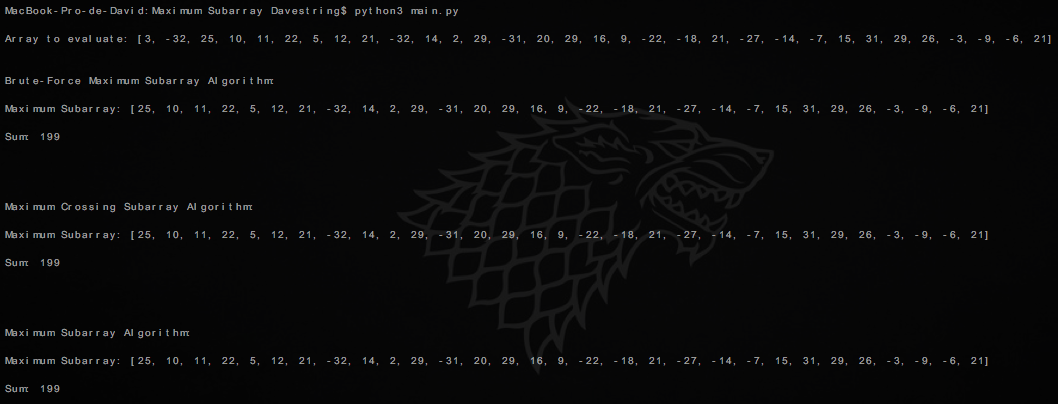 MacBook-Pro-de-David:Maximum Subarray Davestring$ python3 main.py
Array to evaluate: [3, -32, 25, 10, 11, 22, 5, 12, 21, -32, 14, 2, 29, -31, 20, 29, 16, 9, -22, -18, 21, -27, -14, -7, 15, 31, 29, 26, -3, -9, -6, 21]
Brute-Force Maximum Subarray Algorithm:
Maximum Subarray: [25, 10, 11, 22, 5, 12, 21, -32, 14, 2, 29, -31, 20, 29, 16, 9, -22, -18, 21, -27, -14, -7, 15, 31, 29, 26, -3, -9, -6, 21]
Sum: 199
Maximum Crossing Subarray Algorithm:
Maximum Subarray: [25, 10, 11, 22, 5, 12, 21, -32, 14, 2, 29, -31, 20, 29, 16, 9, -22, -18, 21, -27, -14, -7, 15, 31, 29, 26, -3, -9, -6, 21]
Sum: 199
Maximum Subarray Algorithm:
Maximum Subarray: [25, 10, 11, 22, 5, 12, 21, -32, 14, 2, 29, -31, 20, 29, 16, 9, -22, -18, 21, -27, -14, -7, 15, 31, 29, 26, -3, -9, -6, 21]
Sum: 199